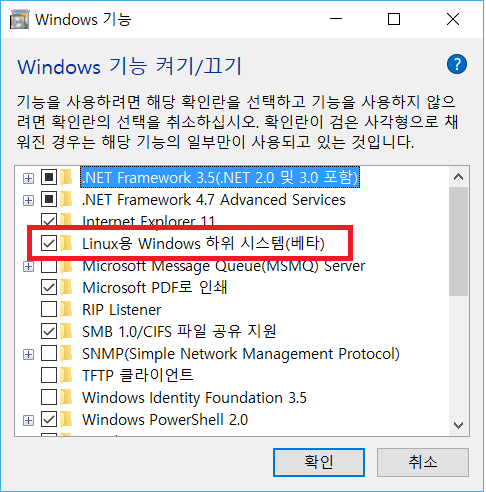 Windows 기능
Windows 기능 켜기/끄기
기능을 사용하려면 해당 확인란을 선택하고 기능을 사용하지 않으
려면 확인란의 선택을 취소하십시오. 확인란이 검은 사각형으로 채
워진 경우는 해당 기능의 일부만이 사용되고 있는 것입니다.
.NET Framework 3.5(.NET 2.0 및 3.0 포함)
.NET Framework 4.7 Advanced Services
Internet Explorer 11
Linux용 Windows 하위 시스템(베타)
Microsoft Message Queue(MSMQ) Server
Microsoft PDF로 인쇄
RIP Listener
SMB 1.0/CIFS 파일 공유 지원
SNMP(Simple Network Management Protocol)
TFTP 클라이언트
Windows Identity Foundation 3.5
Windows PowerShell 2.0
확인
취소